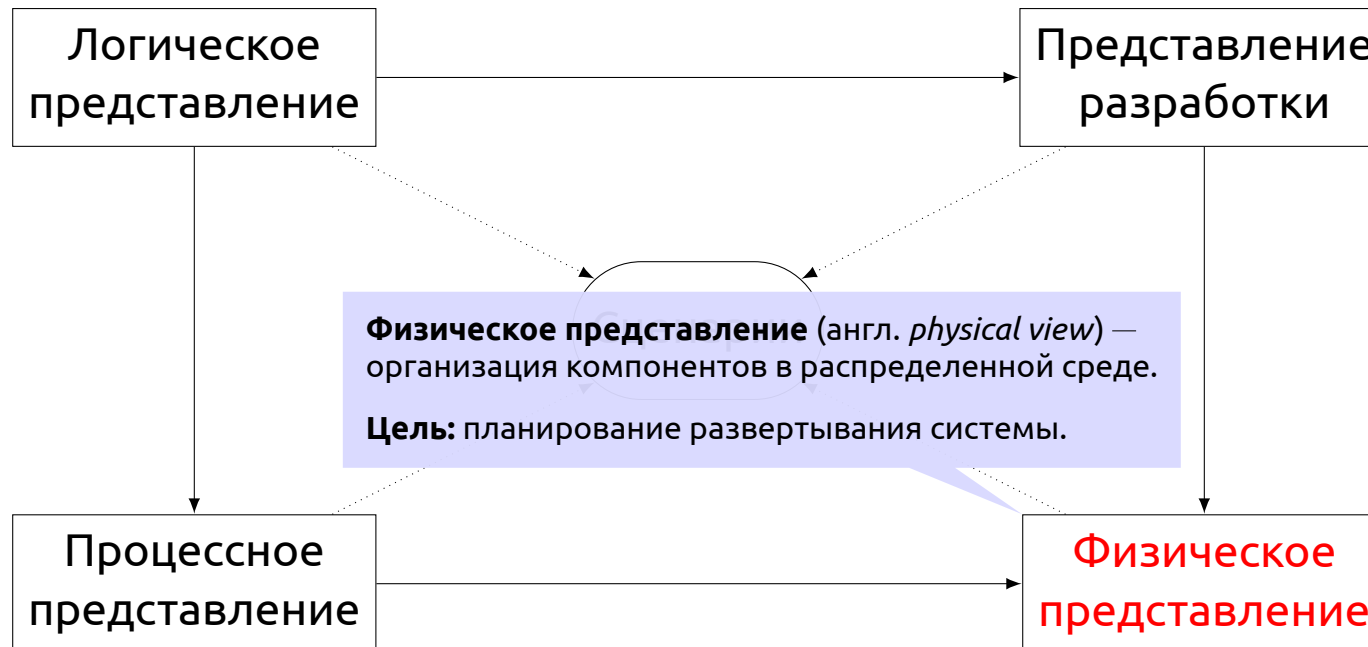 Логическое
представление
Представление
разработки
Сценарии
Физическое представление (англ. physical view) —
организация компонентов в распределенной среде.
Цель: планирование развертывания системы.
Процессное
представление
Физическое
представление